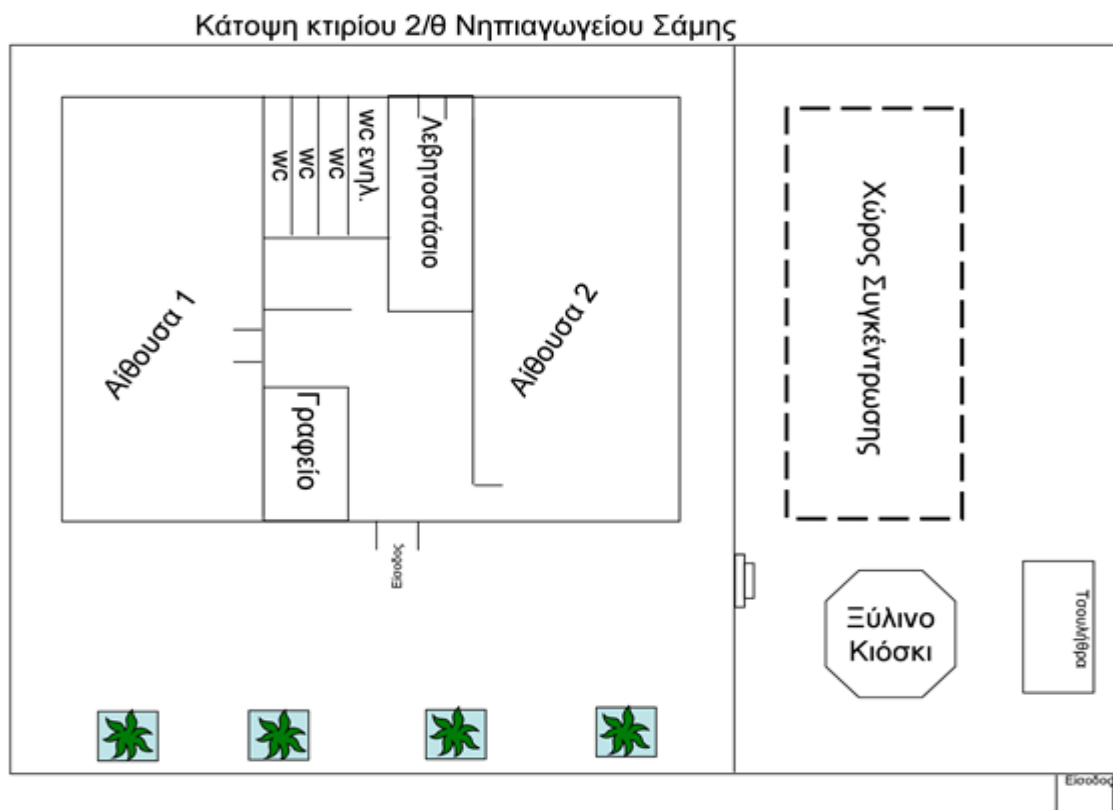 Κάτοψη κτιρίου 2/θ Νηπιαγωγείου Σάμης
wc
wc
wc
wc ενηλ.
Λεβητοστάσιο
Αίθουσα 1
Αίθουσα 2
Γραφείο
Είσοδος
Χώρος Συγκέντρωσης
Ξύλινο
Κιόσκι
Τσουλήθρα
Είσοδος